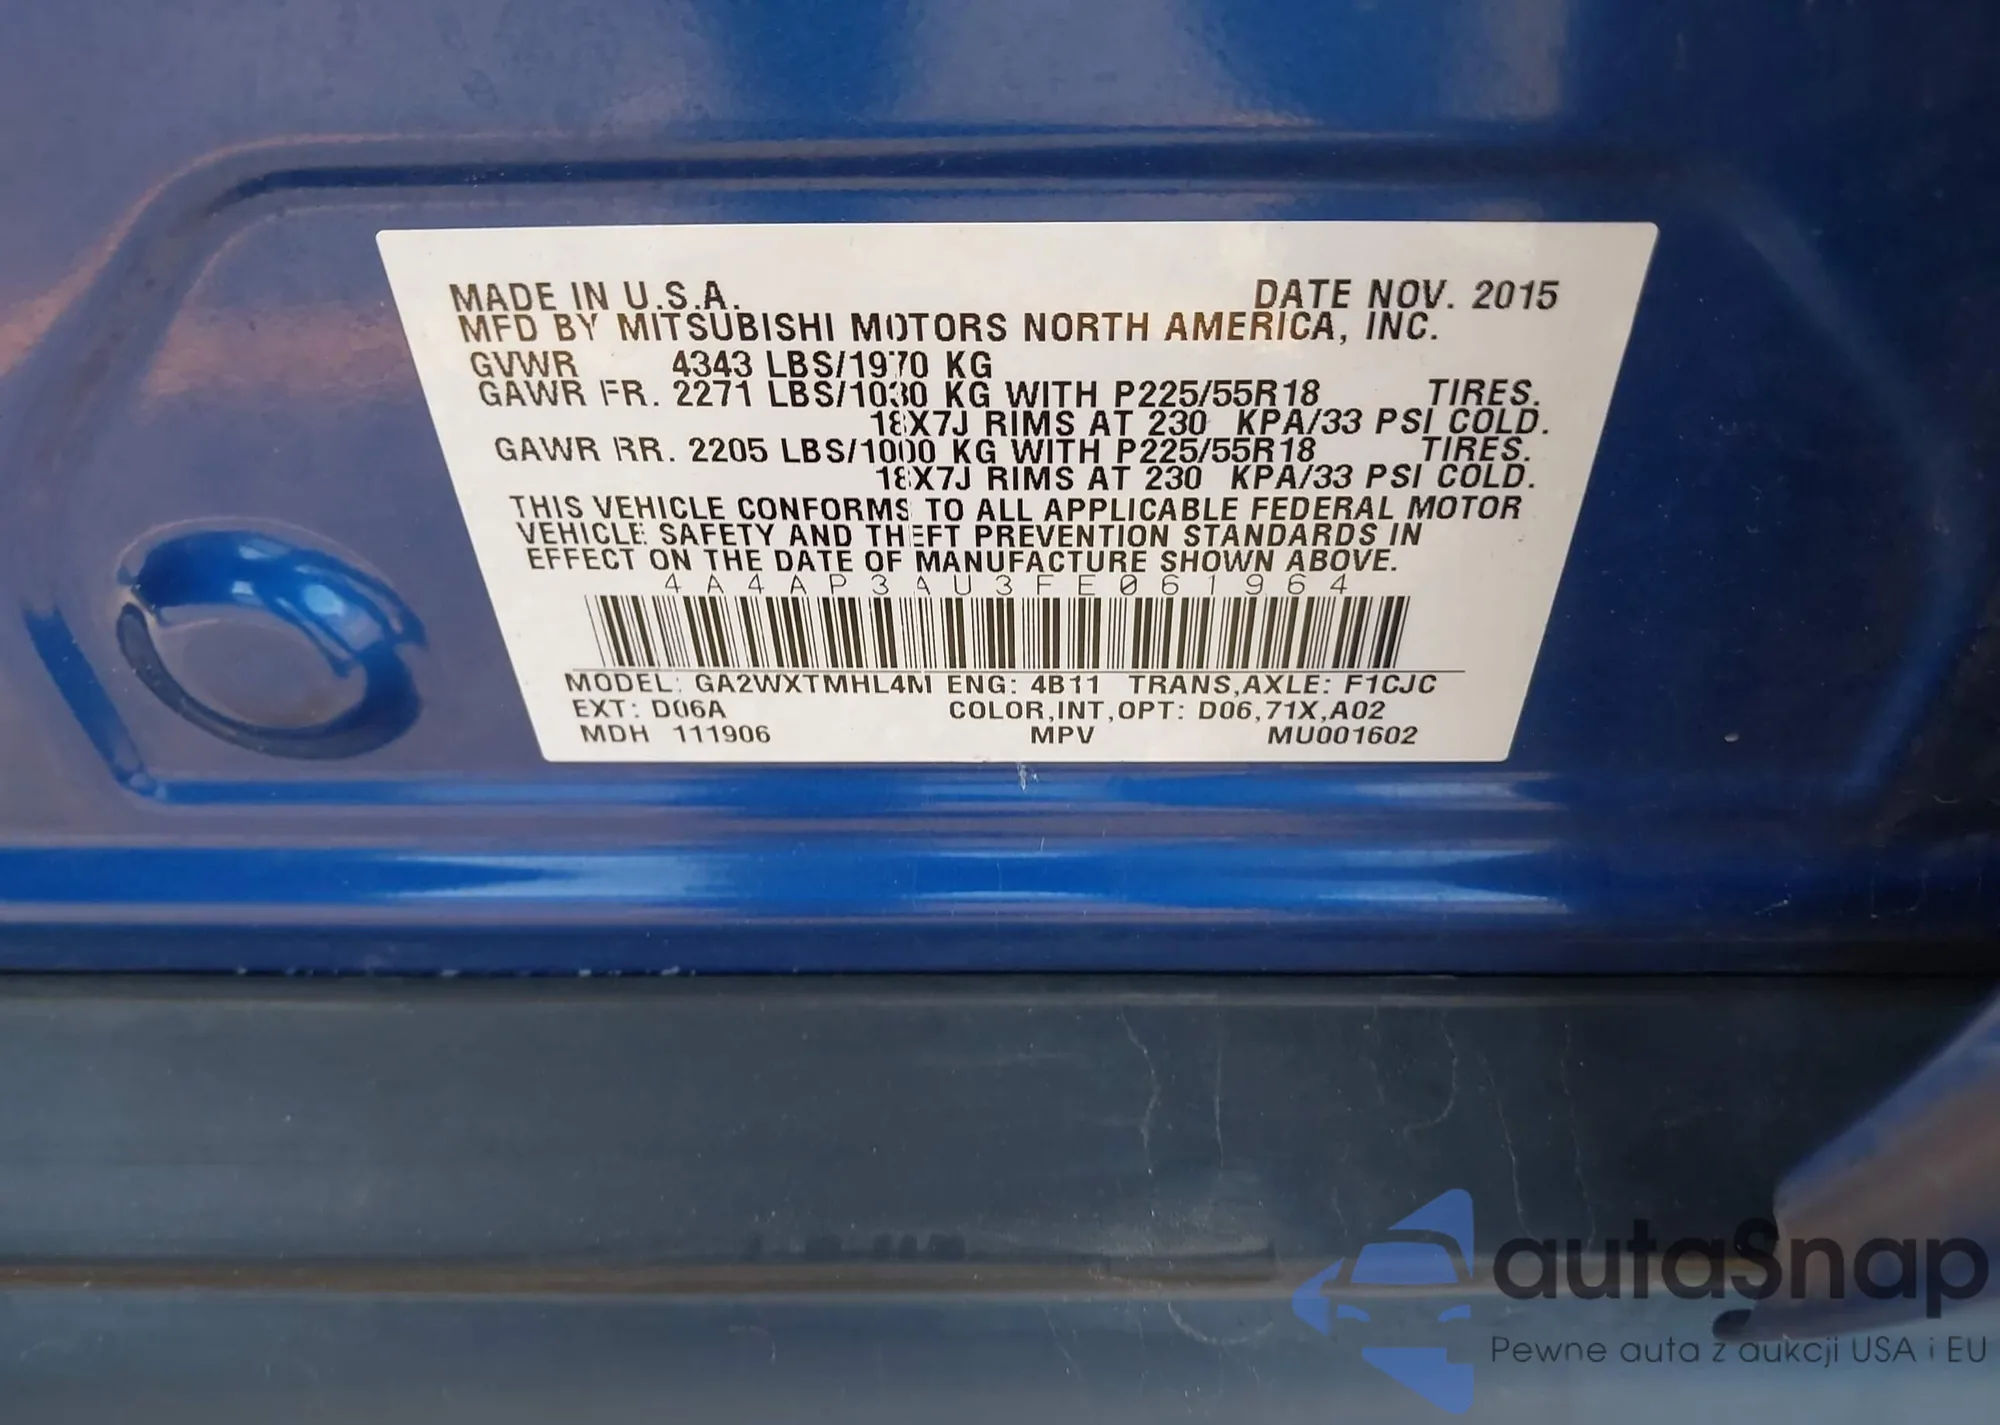 MADE IN U.S.A. DATE NOV. 2015
MFD BY MITSUBISHI MOTORS NORTH AMERICA, INC.
GVWR 4343 LBS/1970 KG
GAWR FR. 2271 LBS/1030 KG WITH P225/55R18 TIRES.
18X7J RIMS AT 230 KPA/33 PSI COLD.
GAWR RR. 2205 LBS/1000 KG WITH P225/55R18 TIRES.
18X7J RIMS AT 230 KPA/33 PSI COLD.
THIS VEHICLE CONFORMS TO ALL APPLICABLE FEDERAL MOTOR
VEHICLE SAFETY AND THEFT PREVENTION STANDARDS IN
EFFECT ON THE DATE OF MANUFACTURE SHOWN ABOVE.
4A4AP3AU3FE061964
MODEL: GA2WXTMHL4M ENG: 4B11 TRANS,AXLE: F1CJC
EXT: D06A COLOR,INT,OPT: D06,71X,A02
MDH 111906 MPV MU001602
autaSnap
Pewne auta z aukcji USA i EU